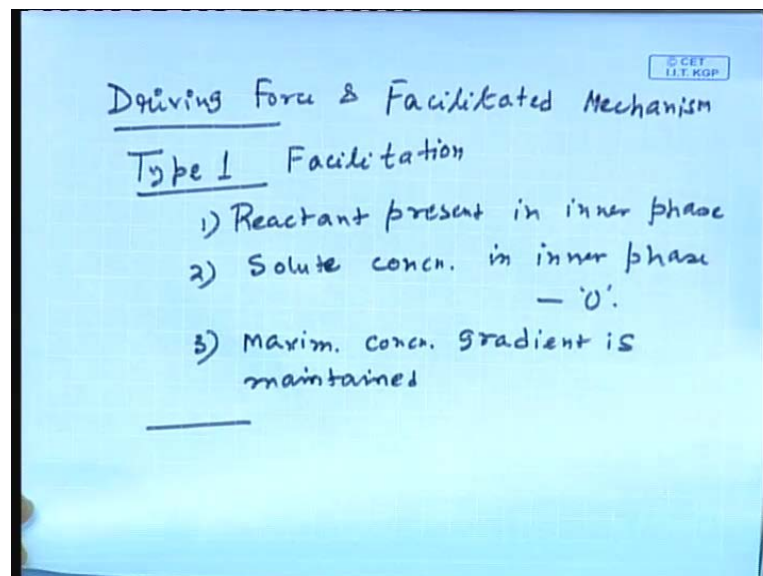 © CET
I.I.T. KGP
Driving Force & Facilitated Mechanism
Type 1 Facilitation
1) Reactant present in inner phase
2) Solute concn. in inner phase
– '0'.
3) Maxim. concn. gradient is
maintained